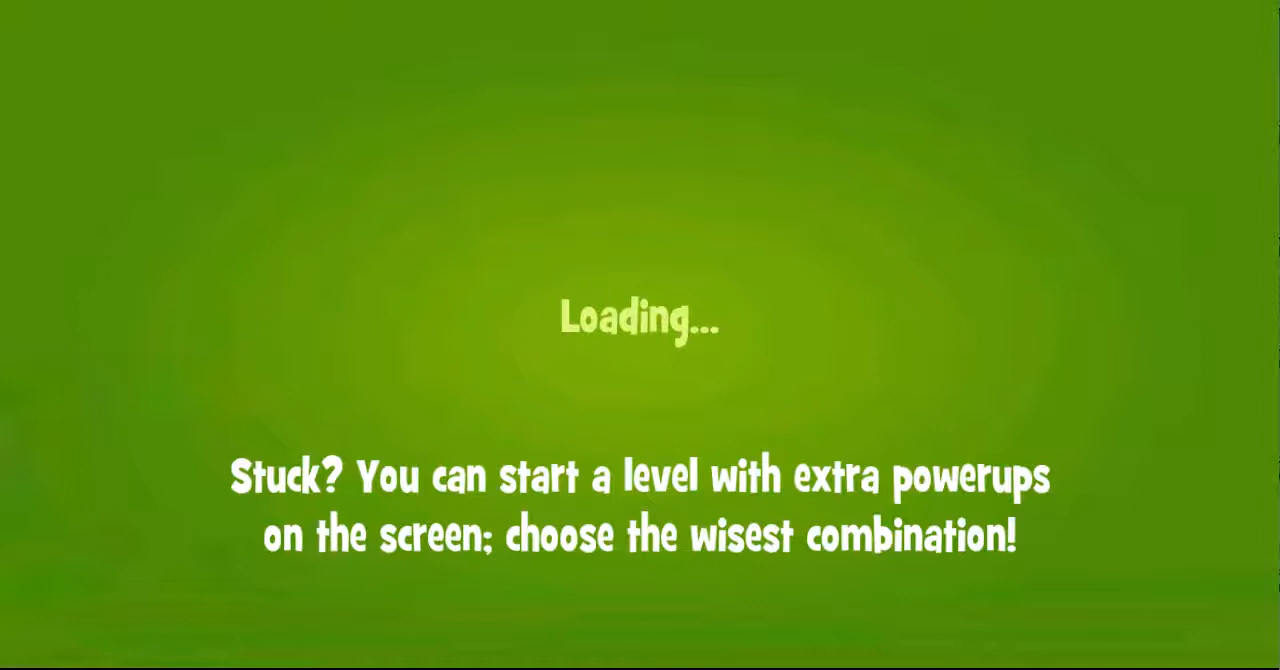 Loading...
Stuck? You can start a level with extra powerups
on the screen; choose the wisest combination!